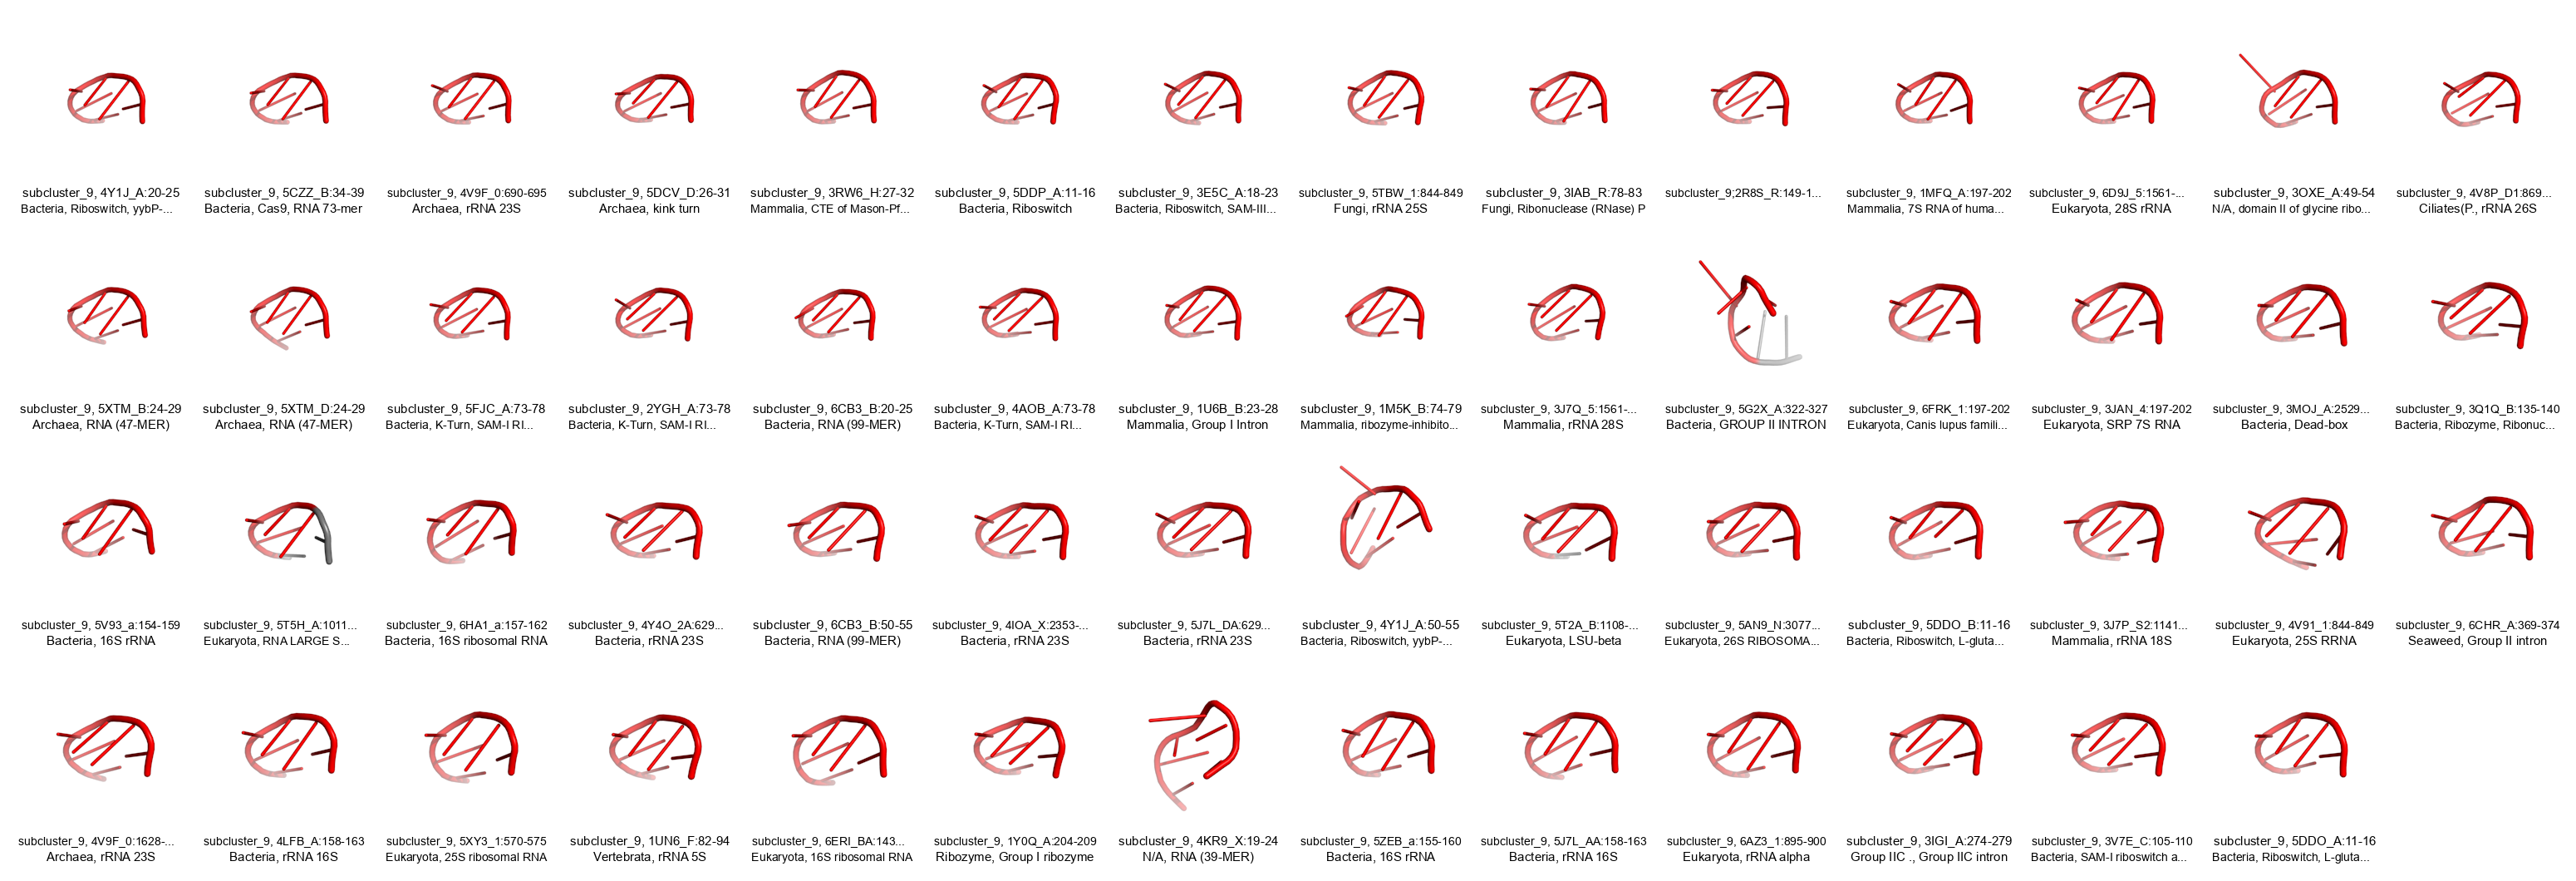 subcluster_9, 4Y1J_A:20-25
Bacteria, Riboswitch, yybP-...
subcluster_9, 5CZZ_B:34-39
Bacteria, Cas9, RNA 73-mer
subcluster_9, 4V9F_0:690-695
Archaea, rRNA 23S
subcluster_9, 5DCV_D:26-31
Archaea, kink turn
subcluster_9, 3RW6_H:27-32
Mammalia, CTE of Mason-Pf...
subcluster_9, 5DDP_A:11-16
Bacteria, Riboswitch
subcluster_9, 3E5C_A:18-23
Bacteria, Riboswitch, SAM-III...
subcluster_9, 5TBW_1:844-849
Fungi, rRNA 25S
subcluster_9, 3IAB_R:78-83
Fungi, Ribonuclease (RNase) P
subcluster_9;2R8S_R:149-1...
subcluster_9, 1MFQ_A:197-202
Mammalia, 7S RNA of huma...
subcluster_9, 6D9J_5:1561-...
Eukaryota, 28S rRNA
subcluster_9, 3OXE_A:49-54
N/A, domain II of glycine ribo...
subcluster_9, 4V8P_D1:869...
Ciliates(P., rRNA 26S
subcluster_9, 5XTM_B:24-29
Archaea, RNA (47-MER)
subcluster_9, 5XTM_D:24-29
Archaea, RNA (47-MER)
subcluster_9, 5FJC_A:73-78
Bacteria, K-Turn, SAM-I RI...
subcluster_9, 2YGH_A:73-78
Bacteria, K-Turn, SAM-I RI...
subcluster_9, 6CB3_B:20-25
Bacteria, RNA (99-MER)
subcluster_9, 4AOB_A:73-78
Bacteria, K-Turn, SAM-I RI...
subcluster_9, 1U6B_B:23-28
Mammalia, Group I Intron
subcluster_9, 1M5K_B:74-79
Mammalia, ribozyme-inhibito...
subcluster_9, 3J7Q_5:1561-...
Mammalia, rRNA 28S
subcluster_9, 5G2X_A:322-327
Bacteria, GROUP II INTRON
subcluster_9, 6FRK_1:197-202
Eukaryota, Canis lupus famili...
subcluster_9, 3JAN_4:197-202
Eukaryota, SRP 7S RNA
subcluster_9, 3MOJ_A:2529...
Bacteria, Dead-box
subcluster_9, 3Q1Q_B:135-140
Bacteria, Ribozyme, Ribonuc...
subcluster_9, 5V93_a:154-159
Bacteria, 16S rRNA
subcluster_9, 5T5H_A:1011...
Eukaryota, RNA LARGE S...
subcluster_9, 6HA1_a:157-162
Bacteria, 16S ribosomal RNA
subcluster_9, 4Y4O_2A:629...
Bacteria, rRNA 23S
subcluster_9, 6CB3_B:50-55
Bacteria, RNA (99-MER)
subcluster_9, 4IOA_X:2353-...
Bacteria, rRNA 23S
subcluster_9, 5J7L_DA:629...
Bacteria, rRNA 23S
subcluster_9, 4Y1J_A:50-55
Bacteria, Riboswitch, yybP-...
subcluster_9, 5T2A_B:1108-...
Eukaryota, LSU-beta
subcluster_9, 5AN9_N:3077...
Eukaryota, 26S RIBOSOMA...
subcluster_9, 5DDO_B:11-16
Bacteria, Riboswitch, L-gluta...
subcluster_9, 3J7P_S2:1141...
Mammalia, rRNA 18S
subcluster_9, 4V91_1:844-849
Eukaryota, 25S RRNA
subcluster_9, 6CHR_A:369-374
Seaweed, Group II intron
subcluster_9, 4V9F_0:1628-...
Archaea, rRNA 23S
subcluster_9, 4LFB_A:158-163
Bacteria, rRNA 16S
subcluster_9, 5XY3_1:570-575
Eukaryota, 25S ribosomal RNA
subcluster_9, 1UN6_F:82-94
Vertebrata, rRNA 5S
subcluster_9, 6ERI_BA:143...
Eukaryota, 16S ribosomal RNA
subcluster_9, 1Y0Q_A:204-209
Ribozyme, Group I ribozyme
subcluster_9, 4KR9_X:19-24
N/A, RNA (39-MER)
subcluster_9, 5ZEB_a:155-160
Bacteria, 16S rRNA
subcluster_9, 5J7L_AA:158-163
Bacteria, rRNA 16S
subcluster_9, 6AZ3_1:895-900
Eukaryota, rRNA alpha
subcluster_9, 3IGI_A:274-279
Group IIC ., Group IIC intron
subcluster_9, 3V7E_C:105-110
Bacteria, SAM-I riboswitch a...
subcluster_9, 5DDO_A:11-16
Bacteria, Riboswitch, L-gluta...